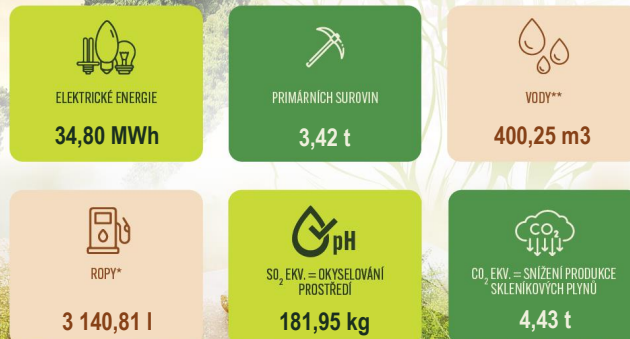 ELEKTRICKÉ ENERGIE
34,80 MWh
PRIMÁRNÍCH SUROVIN
3,42 t
VODY**
400,25 m3
ROPY*
3 140,81 l
pH
SO₂ EKV. = OKYSELOVÁNÍ
PROSTŘEDÍ
181,95 kg
CO₂
CO₂ EKV. = SNÍŽENÍ PRODUKCE
SKLENÍKOVÝCH PLYNŮ
4,43 t